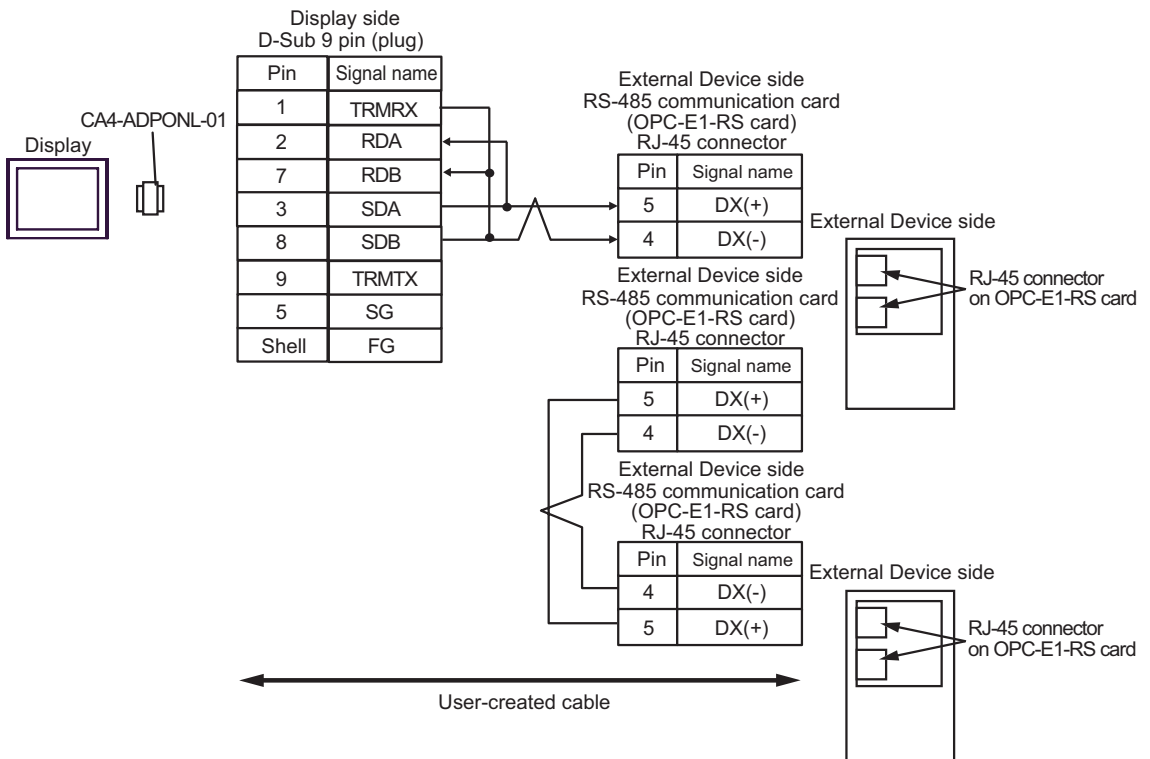 Display side
D-Sub 9 pin (plug)
Pin Signal name
1 TRMRX
2 RDA
7 RDB
3 SDA
8 SDB
9 TRMTX
5 SG
Shell FG
CA4-ADPONL-01
Display
External Device side
RS-485 communication card
(OPC-E1-RS card)
RJ-45 connector
Pin Signal name
5 DX(+)
4 DX(-)
External Device side
RJ-45 connector
on OPC-E1-RS card
External Device side
RS-485 communication card
(OPC-E1-RS card)
RJ-45 connector
Pin Signal name
5 DX(+)
4 DX(-)
External Device side
RS-485 communication card
(OPC-E1-RS card)
RJ-45 connector
Pin Signal name
4 DX(-)
5 DX(+)
External Device side
RJ-45 connector
on OPC-E1-RS card
User-created cable